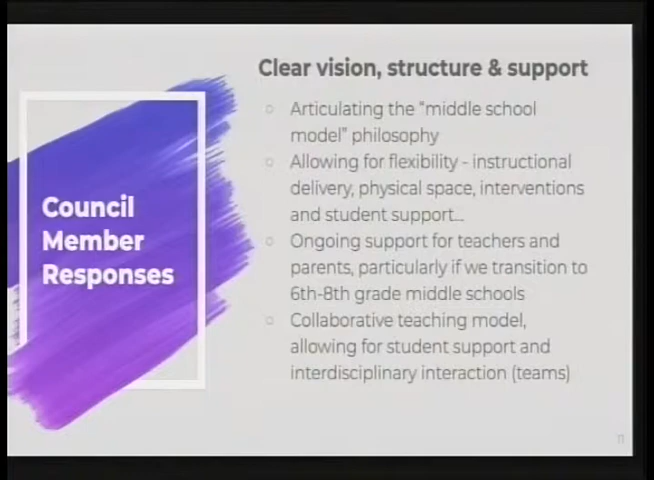 Clear vision, structure & support
Council
Member
Responses
○ Articulating the “middle school
model” philosophy
○ Allowing for flexibility - instructional
delivery, physical space, interventions
and student support...
○ Ongoing support for teachers and
parents, particularly if we transition to
6th-8th grade middle schools
○ Collaborative teaching model,
allowing for student support and
interdisciplinary interaction (teams)
11